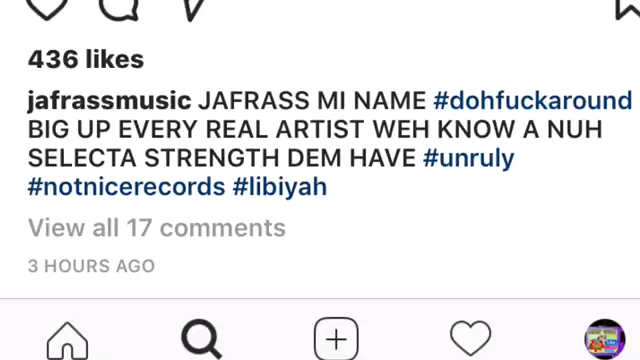 436 likes
jafrassmusic JAFRASS MI NAME #dohfuckaround
BIG UP EVERY REAL ARTIST WEH KNOW A NUH
SELECTA STRENGTH DEM HAVE #unruly
#notnicerecords #libiyah
View all 17 comments
3 HOURS AGO